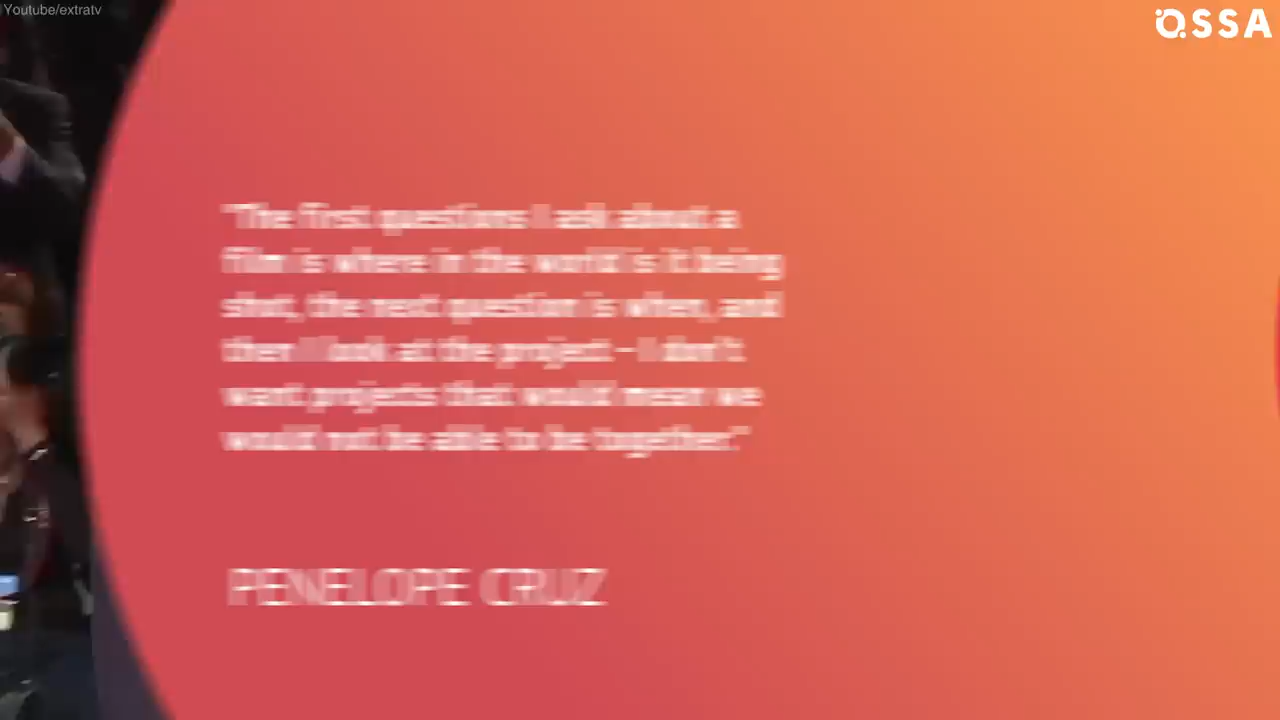 Youtube/extratv
OSSA
"The first questions I ask about a
film is where in the world is it being
shot, the next question is when, and
then I look at the project - I don't
want projects that would mean we
would not be able to be together."
PENELOPE CRUZ